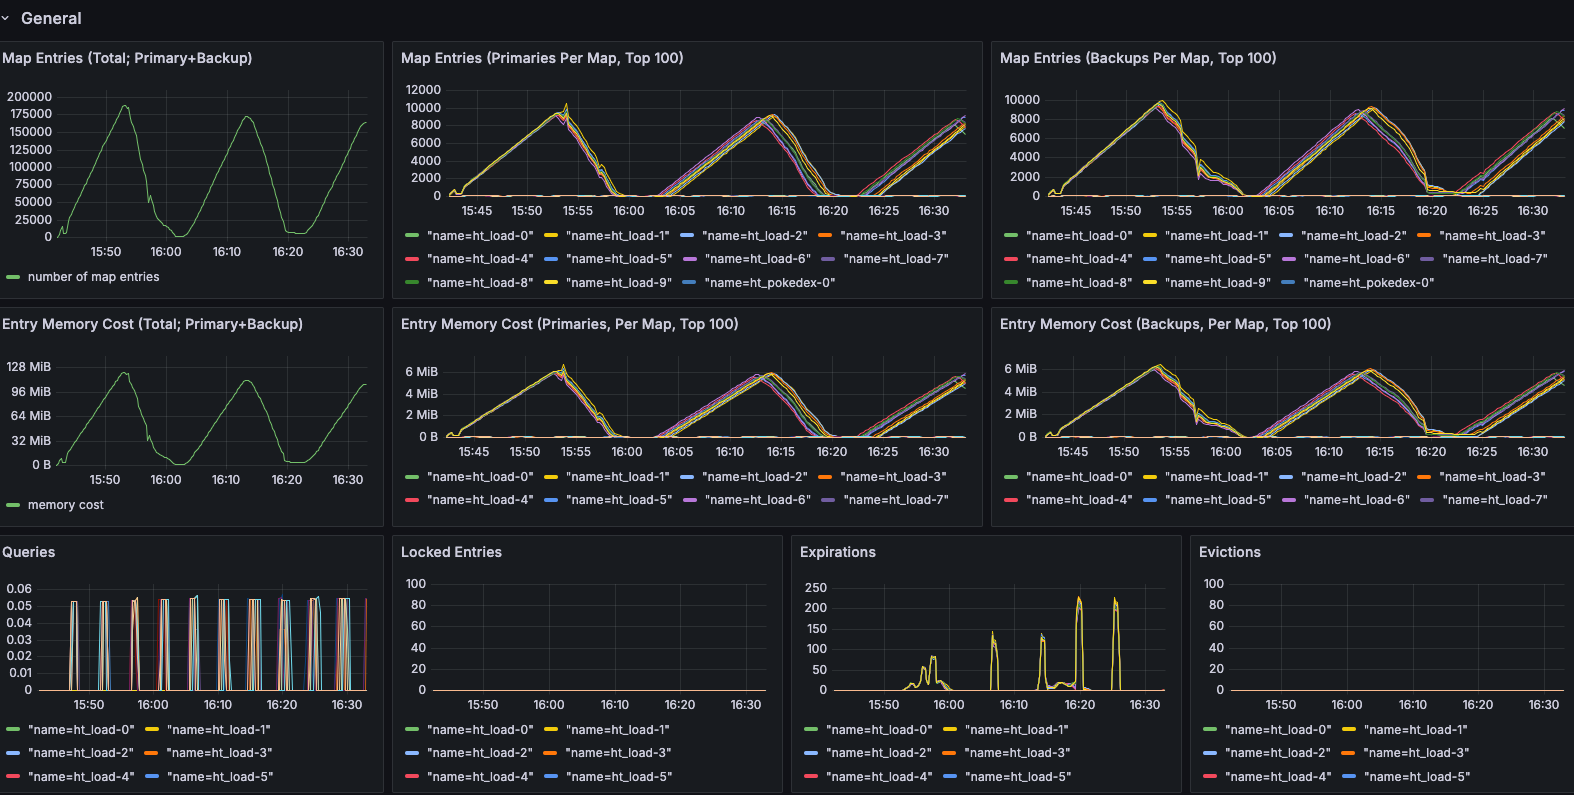 General
Map Entries (Total; Primary+Backup)
200000
175000
150000
125000
100000
75000
50000
25000
0
15:50 16:00 16:10 16:20 16:30
number of map entries
Map Entries (Primaries Per Map, Top 100)
12000
10000
8000
6000
4000
2000
0
15:45 15:50 15:55 16:00 16:05 16:10 16:15 16:20 16:25 16:30
"name=ht_load-0" "name=ht_load-1" "name=ht_load-2" "name=ht_load-3"
"name=ht_load-4" "name=ht_load-5" "name=ht_load-6" "name=ht_load-7"
"name=ht_load-8" "name=ht_load-9" "name=ht_pokedex-0"
Map Entries (Backups Per Map, Top 100)
10000
8000
6000
4000
2000
0
15:45 15:50 15:55 16:00 16:05 16:10 16:15 16:20 16:25 16:30
"name=ht_load-0" "name=ht_load-1" "name=ht_load-2" "name=ht_load-3"
"name=ht_load-4" "name=ht_load-5" "name=ht_load-6" "name=ht_load-7"
"name=ht_load-8" "name=ht_load-9" "name=ht_pokedex-0"
Entry Memory Cost (Total; Primary+Backup)
128 MiB
96 MiB
64 MiB
32 MiB
0 B
15:50 16:00 16:10 16:20 16:30
memory cost
Entry Memory Cost (Primaries, Per Map, Top 100)
6 MiB
4 MiB
2 MiB
0 B
15:45 15:50 15:55 16:00 16:05 16:10 16:15 16:20 16:25 16:30
"name=ht_load-0" "name=ht_load-1" "name=ht_load-2" "name=ht_load-3"
"name=ht_load-4" "name=ht_load-5" "name=ht_load-6" "name=ht_load-7"
Entry Memory Cost (Backups, Per Map, Top 100)
6 MiB
4 MiB
2 MiB
0 B
15:45 15:50 15:55 16:00 16:05 16:10 16:15 16:20 16:25 16:30
"name=ht_load-0" "name=ht_load-1" "name=ht_load-2" "name=ht_load-3"
"name=ht_load-4" "name=ht_load-5" "name=ht_load-6" "name=ht_load-7"
Queries
0.06
0.05
0.04
0.03
0.02
0.01
0
15:50 16:00 16:10 16:20 16:30
"name=ht_load-0" "name=ht_load-1"
"name=ht_load-2" "name=ht_load-3"
"name=ht_load-4" "name=ht_load-5"
Locked Entries
100
80
60
40
20
0
15:50 16:00 16:10 16:20 16:30
"name=ht_load-0" "name=ht_load-1"
"name=ht_load-2" "name=ht_load-3"
"name=ht_load-4" "name=ht_load-5"
Expirations
250
200
150
100
50
0
15:50 16:00 16:10 16:20 16:30
"name=ht_load-0" "name=ht_load-1"
"name=ht_load-2" "name=ht_load-3"
"name=ht_load-4" "name=ht_load-5"
Evictions
100
80
60
40
20
0
15:50 16:00 16:10 16:20 16:30
"name=ht_load-0" "name=ht_load-1"
"name=ht_load-2" "name=ht_load-3"
"name=ht_load-4" "name=ht_load-5"